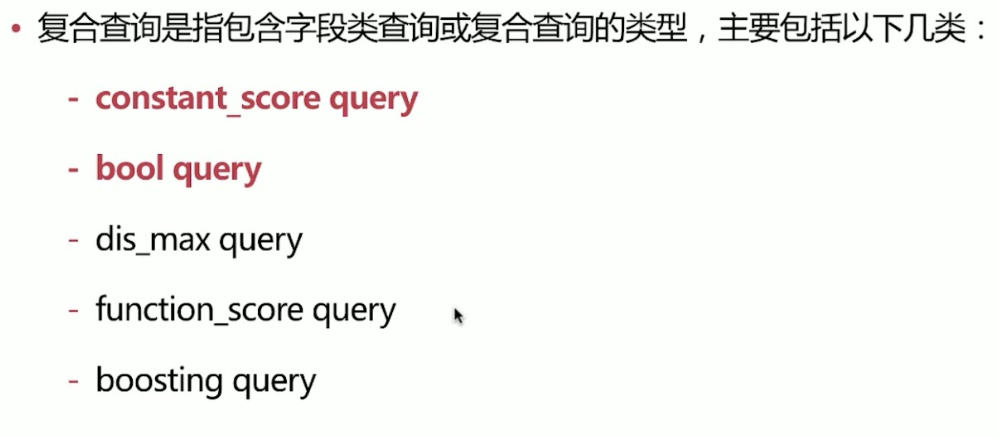 • 复合查询是指包含字段类查询或复合查询的类型，主要包括以下几类：
- constant_score query
- bool query
- dis_max query
- function_score query
- boosting query